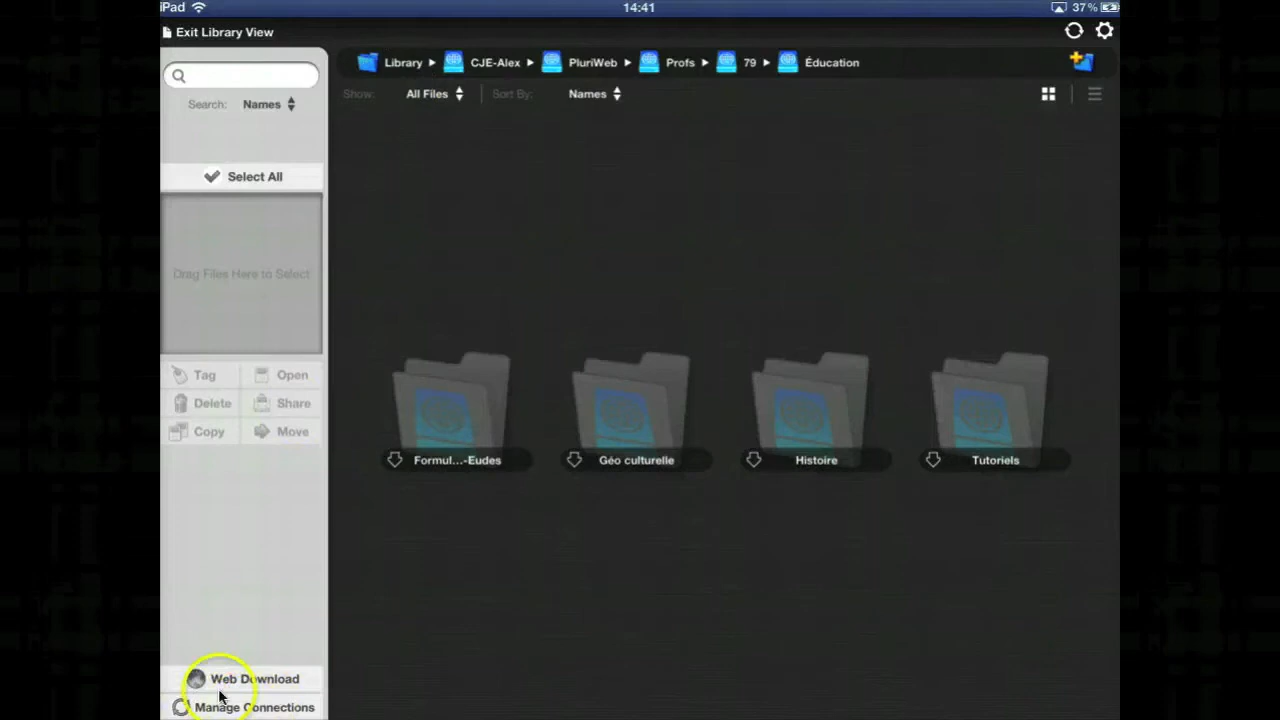 iPad 14:41 37%
Exit Library View
Library CJE-Alex PluriWeb Profs 79 Éducation
Show: All Files Sort By: Names
Search: Names
Select All
Drag Files Here to Select
Tag Open
Delete Share
Copy Move
Formul...-Eudes Géo culturelle Histoire Tutoriels
Web Download
Manage Connections